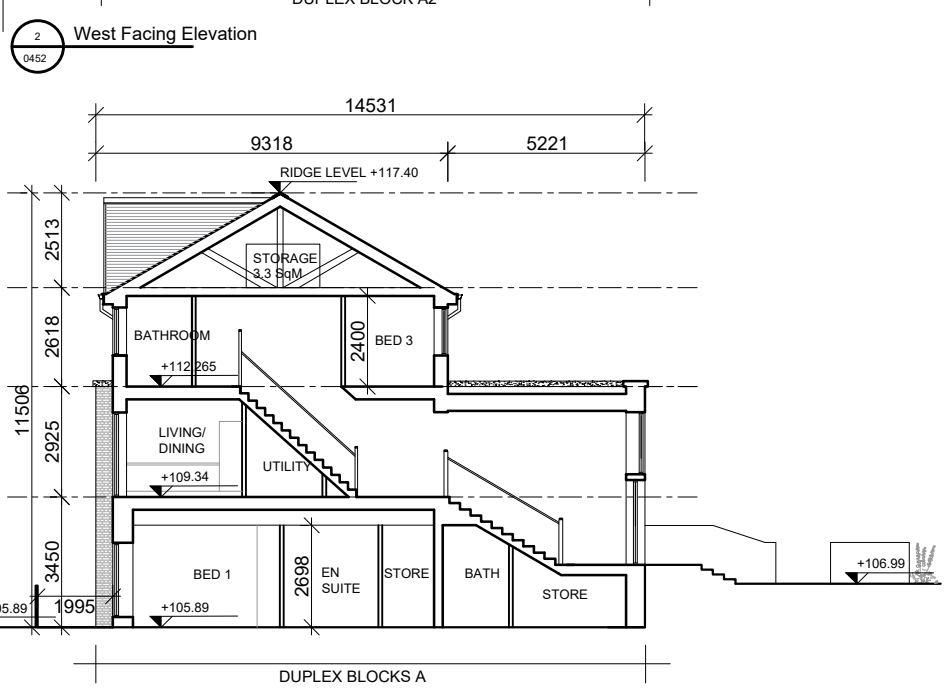 DUPLEX BLOCK A2
2
0452
West Facing Elevation
14531
9318
5221
RIDGE LEVEL +117.40
2513
STORAGE
3.3 SqM
2618
BATHROOM
2400
BED 3
+112.265
11506
2925
LIVING/
DINING
UTILITY
+109.34
3450
BED 1
2698
EN
SUITE
STORE
BATH
STORE
+106.99
05.89
1995
+105.89
DUPLEX BLOCKS A